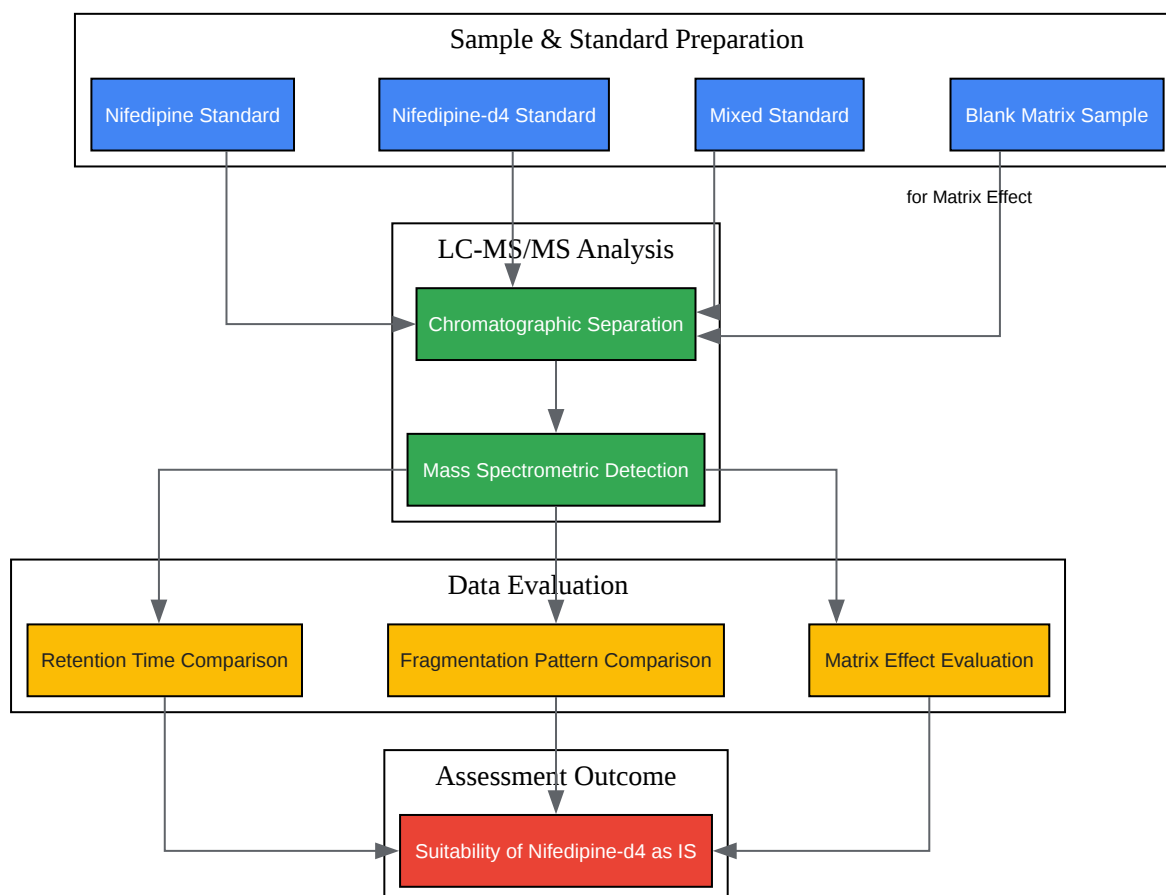 Sample & Standard Preparation
Nifedipine Standard
Nifedipine-d4 Standard
Mixed Standard
Blank Matrix Sample
for Matrix Effect
LC-MS/MS Analysis
Chromatographic Separation
Mass Spectrometric Detection
Data Evaluation
Retention Time Comparison
Fragmentation Pattern Comparison
Matrix Effect Evaluation
Assessment Outcome
Suitability of Nifedipine-d4 as IS